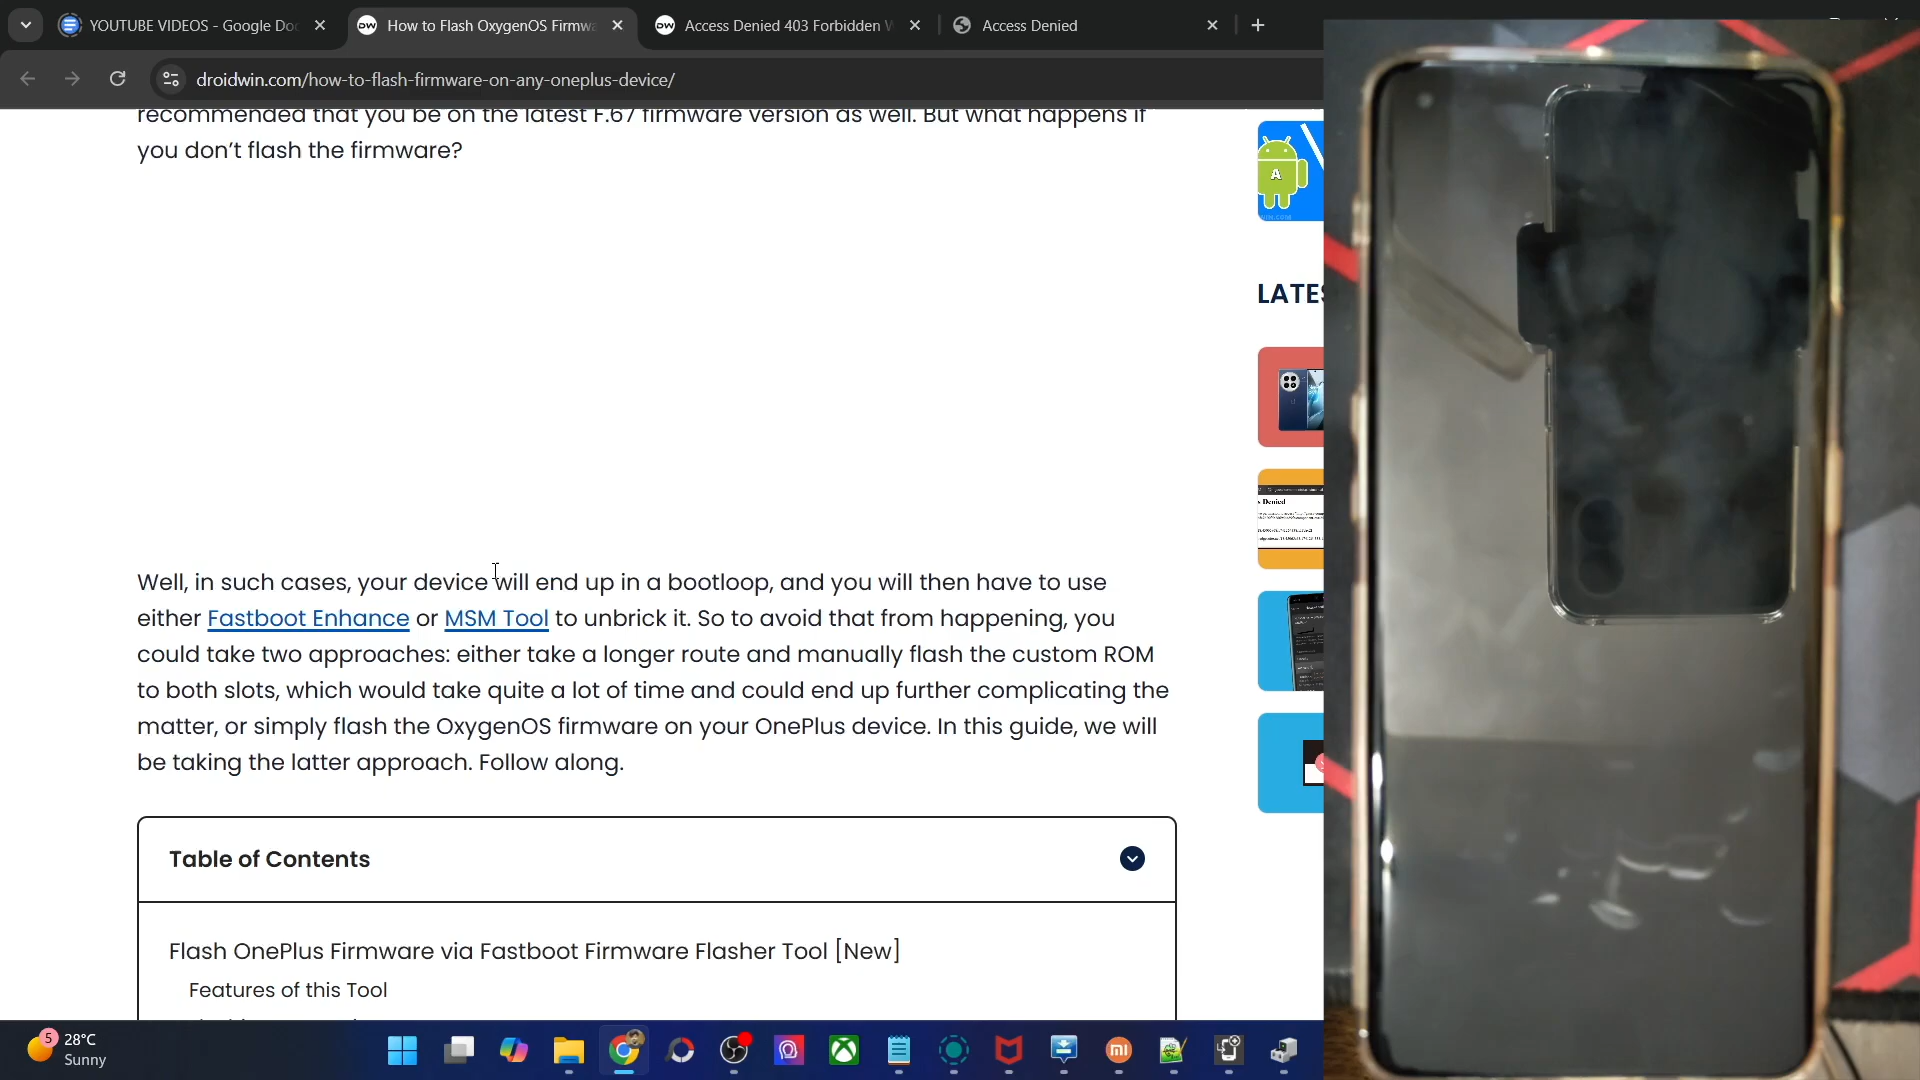 YOUTUBE VIDEOS - Google Do
How to Flash OxygenOS Firmw
Access Denied 403 Forbidden
Access Denied
droidwin.com/how-to-flash-firmware-on-any-oneplus-device/
recommended that you be on the latest F.67 firmware version as well. But what happens if
you don't flash the firmware?
LATES
Well, in such cases, your device will end up in a bootloop, and you will then have to use
either Fastboot Enhance or MSM Tool to unbrick it. So to avoid that from happening, you
could take two approaches: either take a longer route and manually flash the custom ROM
to both slots, which would take quite a lot of time and could end up further complicating the
matter, or simply flash the OxygenOS firmware on your OnePlus device. In this guide, we will
be taking the latter approach. Follow along.
Table of Contents
Flash OnePlus Firmware via Fastboot Firmware Flasher Tool [New]
Features of this Tool
5
28°C
Sunny